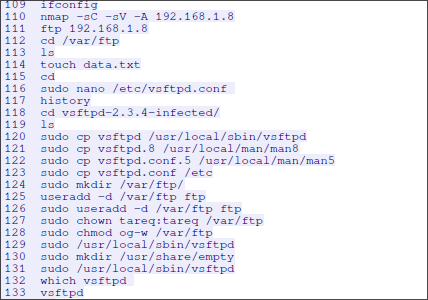 109 ifconfig
110 nmap -sC -sV -A 192.168.1.8
111 ftp 192.168.1.8
112 cd /var/ftp
113 ls
114 touch data.txt
115 cd
116 sudo nano /etc/vsftpd.conf
117 history
118 cd vsftpd-2.3.4-infected/
119 ls
120 sudo cp vsftpd /usr/local/sbin/vsftpd
121 sudo cp vsftpd.8 /usr/local/man/man8
122 sudo cp vsftpd.conf.5 /usr/local/man/man5
123 sudo cp vsftpd.conf /etc
124 sudo mkdir /var/ftp/
125 useradd -d /var/ftp ftp
126 sudo useradd -d /var/ftp ftp
127 sudo chown tareq:tareq /var/ftp
128 sudo chmod og-w /var/ftp
129 sudo /usr/local/sbin/vsftpd
130 sudo mkdir /usr/share/empty
131 sudo /usr/local/sbin/vsftpd
132 which vsftpd
133 vsftpd